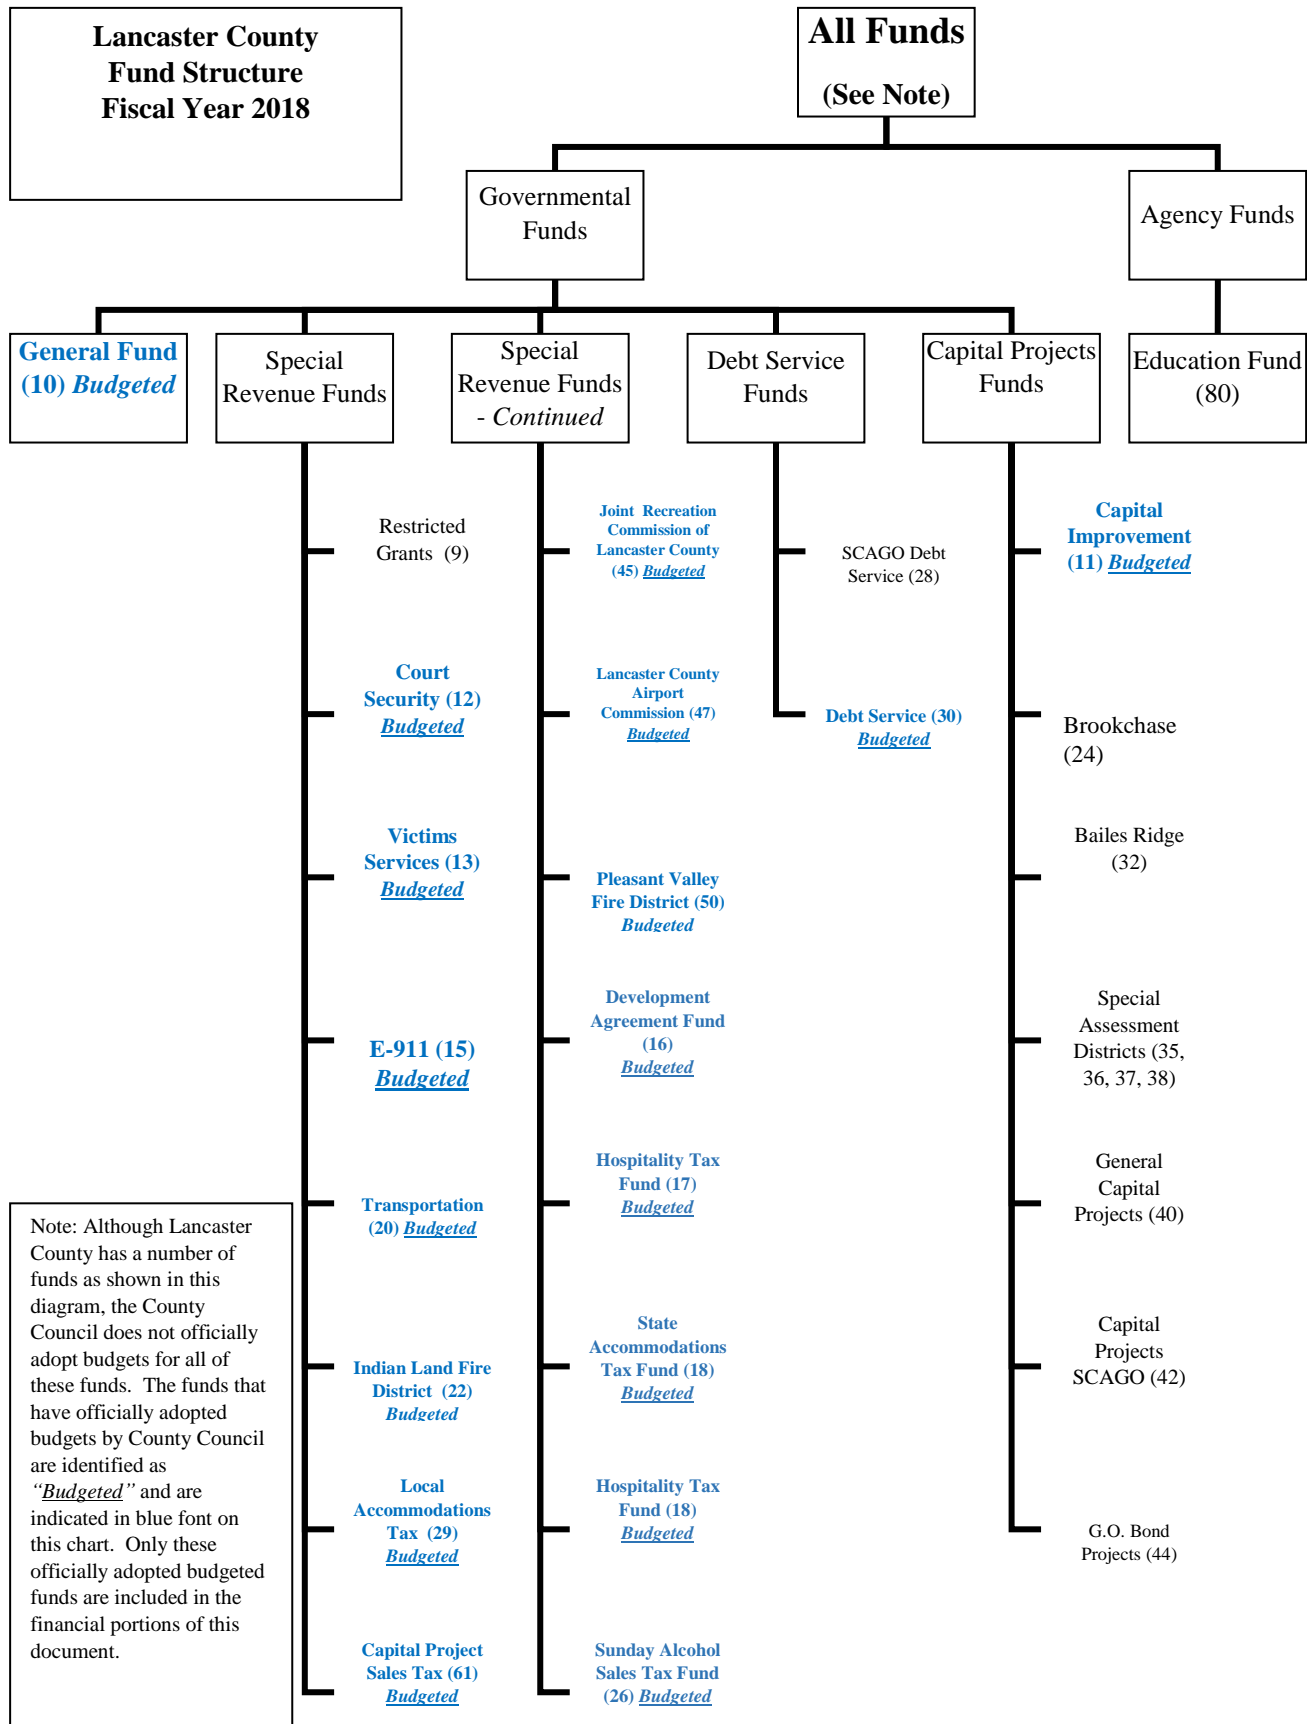 Lancaster County
Fund Structure
Fiscal Year 2018
All Funds
(See Note)
Governmental
Funds
Agency Funds
General Fund
(10) Budgeted
Special
Revenue Funds
Special
Revenue Funds
- Continued
Debt Service
Funds
Capital Projects
Funds
Education Fund
(80)
Restricted
Grants (9)
Court
Security (12)
Budgeted
Victims
Services (13)
Budgeted
E-911 (15)
Budgeted
Transportation
(20) Budgeted
Indian Land Fire
District (22)
Budgeted
Local
Accommodations
Tax (29)
Budgeted
Capital Project
Sales Tax (61)
Budgeted
Joint Recreation
Commission of
Lancaster County
(45) Budgeted
Lancaster County
Airport
Commission (47)
Budgeted
Pleasant Valley
Fire District (50)
Budgeted
Development
Agreement Fund
(16)
Budgeted
Hospitality Tax
Fund (17)
Budgeted
State
Accommodations
Tax Fund (18)
Budgeted
Hospitality Tax
Fund (18)
Budgeted
Sunday Alcohol
Sales Tax Fund
(26) Budgeted
SCAGO Debt
Service (28)
Debt Service (30)
Budgeted
Capital
Improvement
(11) Budgeted
Brookchase
(24)
Bailes Ridge
(32)
Special
Assessment
Districts (35,
36, 37, 38)
General
Capital
Projects (40)
Capital
Projects
SCAGO (42)
G.O. Bond
Projects (44)
Note: Although Lancaster
County has a number of
funds as shown in this
diagram, the County
Council does not officially
adopt budgets for all of
these funds. The funds that
have officially adopted
budgets by County Council
are identified as
“Budgeted” and are
indicated in blue font on
this chart. Only these
officially adopted budgeted
funds are included in the
financial portions of this
document.